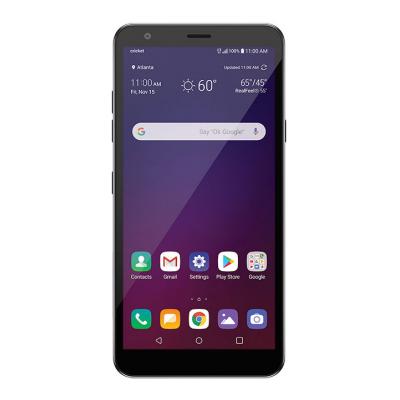 cricket 100% 11:00 AM
Atlanta Updated 11:00 AM
11:00 AM 60° 65°/45°
Fri, Nov 15 RealFeel® 55°
G Say "Ok Google"
Contacts Gmail Settings Play Store Google